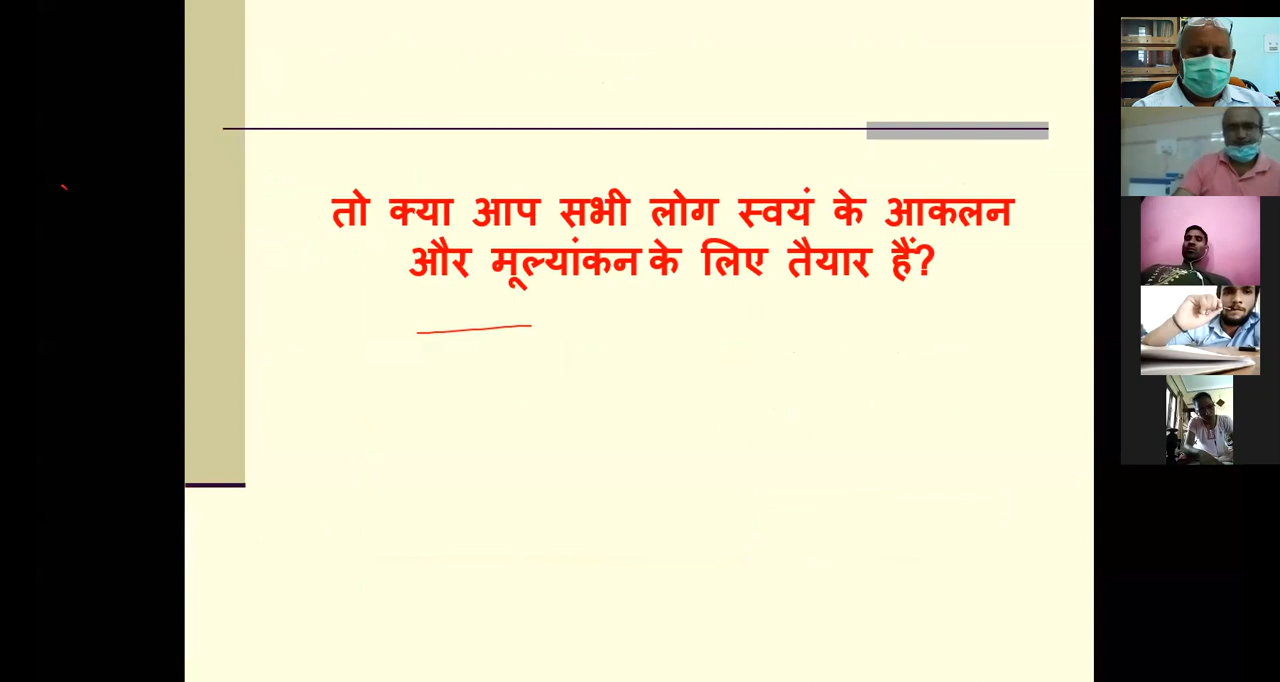 तो क्या आप सभी लोग स्वयं के आकलन
और मूल्यांकन के लिए तैयार हैं?